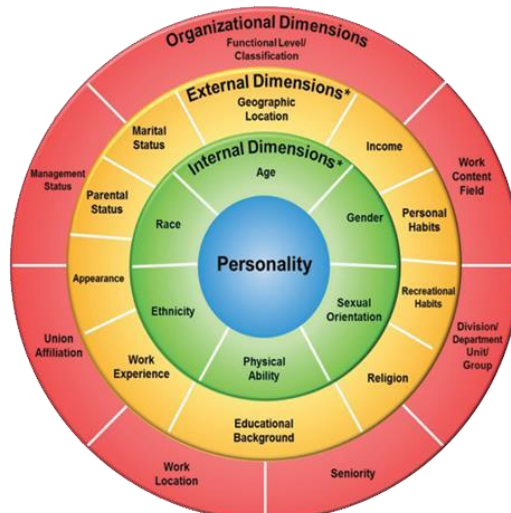 Organizational Dimensions
Functional Level/
Classification
External Dimensions*
Geographic
Location
Marital
Status
Income
Internal Dimensions*
Age
Management
Status
Work
Content
Field
Parental
Status
Personal
Habits
Race
Gender
Personality
Appearance
Recreational
Habits
Ethnicity
Sexual
Orientation
Union
Affiliation
Division/
Department
Unit/
Group
Work
Experience
Physical
Ability
Religion
Educational
Background
Work
Location
Seniority